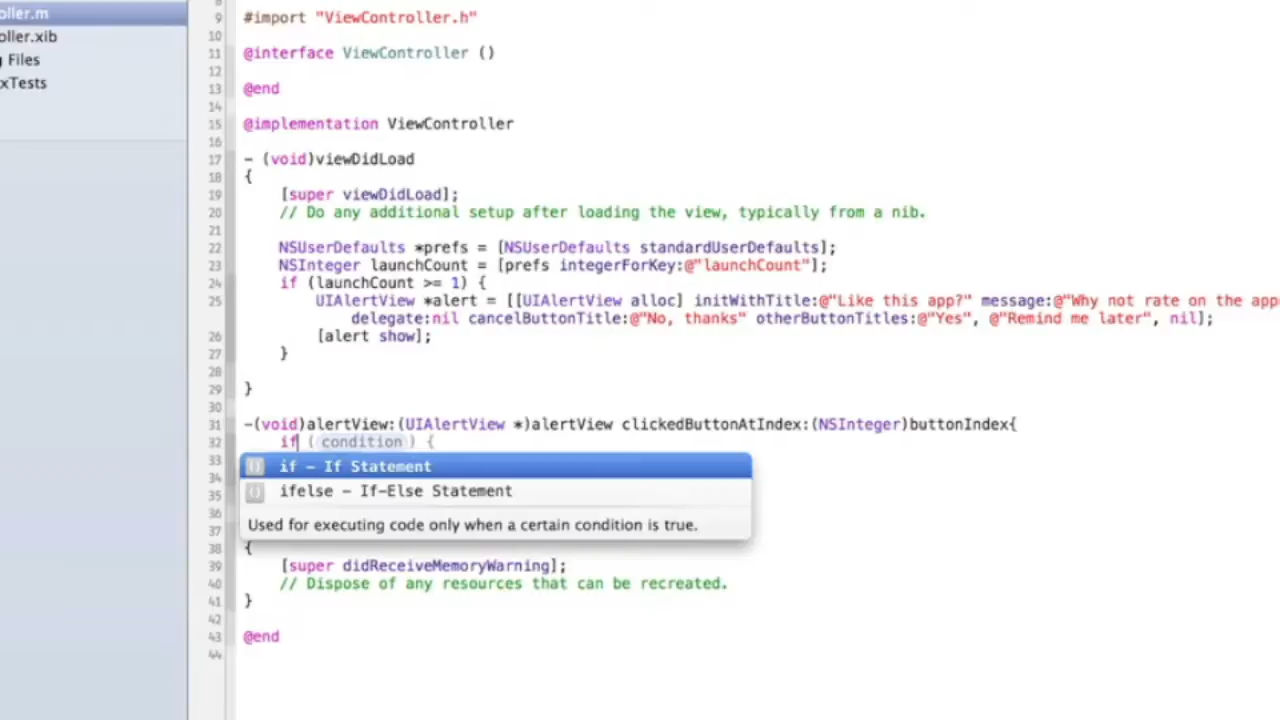 oller.m
oller.xib
g Files
xTests
9 #import "ViewController.h"
10
11 @interface ViewController ()
12
13 @end
14
15 @implementation ViewController
16
17 - (void)viewDidLoad
18 {
19 [super viewDidLoad];
20 // Do any additional setup after loading the view, typically from a nib.
21
22 NSUserDefaults *prefs = [NSUserDefaults standardUserDefaults];
23 NSInteger launchCount = [prefs integerForKey:@"launchCount"];
24 if (launchCount >= 1) {
25 UIAlertView *alert = [[UIAlertView alloc] initWithTitle:@"Like this app?" message:@"Why not rate on the app
delegate:nil cancelButtonTitle:@"No, thanks" otherButtonTitles:@"Yes", @"Remind me later", nil];
26 [alert show];
27 }
28
29 }
30
31 -(void)alertView:(UIAlertView *)alertView clickedButtonAtIndex:(NSInteger)buttonIndex{
32 if (condition) {
33
{} if - If Statement
34
35 {} ifelse - If-Else Statement
36
37 Used for executing code only when a certain condition is true.
38 {
39 [super didReceiveMemoryWarning];
40 // Dispose of any resources that can be recreated.
41 }
42
43 @end
44